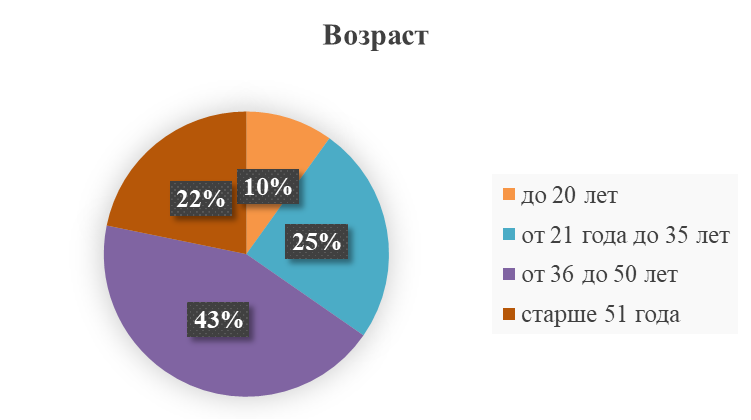 Возраст
10%
22%
25%
43%
до 20 лет
от 21 года до 35 лет
от 36 до 50 лет
старше 51 года